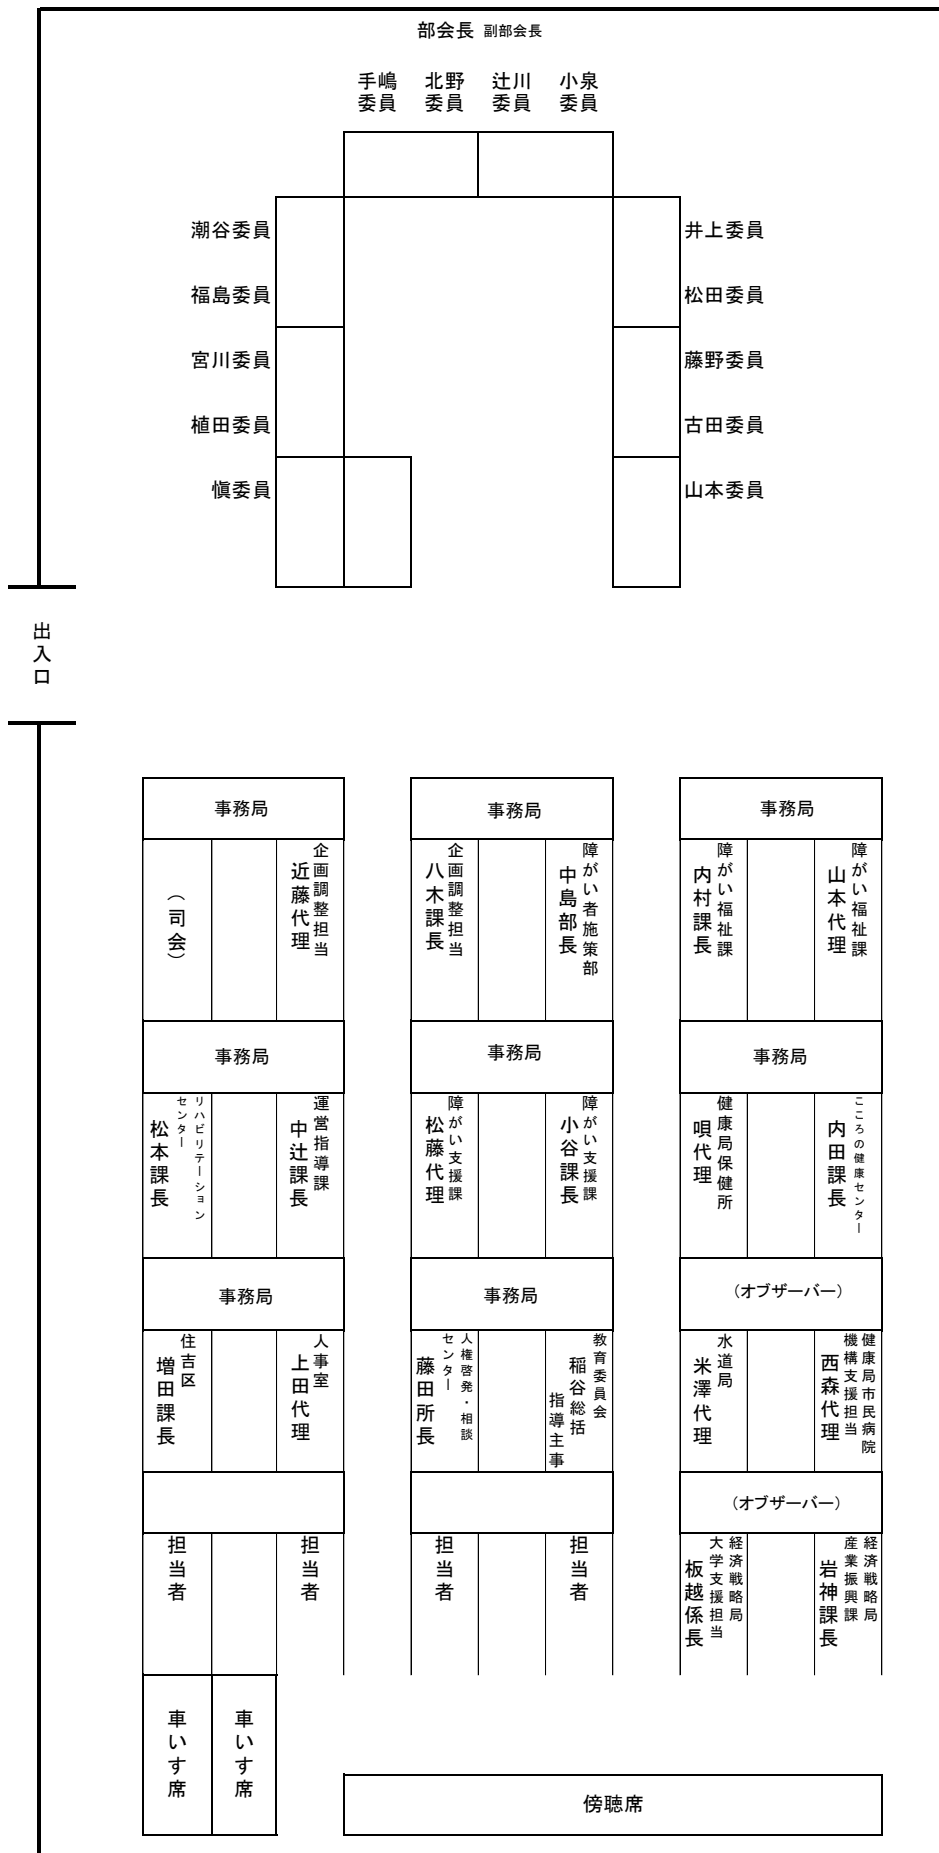 部会長 副部会長
手嶋
委員
北野
委員
辻川
委員
小泉
委員
潮谷委員
井上委員
福島委員
松田委員
宮川委員
藤野委員
植田委員
古田委員
愼委員
山本委員
出入口
事務局
事務局
事務局
（司会）
企画調整担当
近藤代理
企画調整担当
八木課長
障がい者施策部
中島部長
障がい福祉課
内村課長
障がい福祉課
山本代理
事務局
事務局
事務局
リハビリテーション
センター
松本課長
運営指導課
中辻課長
障がい支援課
松藤代理
障がい支援課
小谷課長
健康局保健所
唄代理
こころの健康センター
内田課長
事務局
事務局
（オブザーバー）
住吉区
増田課長
人事室
上田代理
人権啓発・相談
センター
藤田所長
教育委員会
稲谷総括
指導主事
水道局
米澤代理
健康局市民病院
機構支援担当
西森代理
（オブザーバー）
担当者
担当者
担当者
担当者
経済戦略局
大学支援担当
板越係長
経済戦略局
産業振興課
岩神課長
車いす席
車いす席
傍聴席